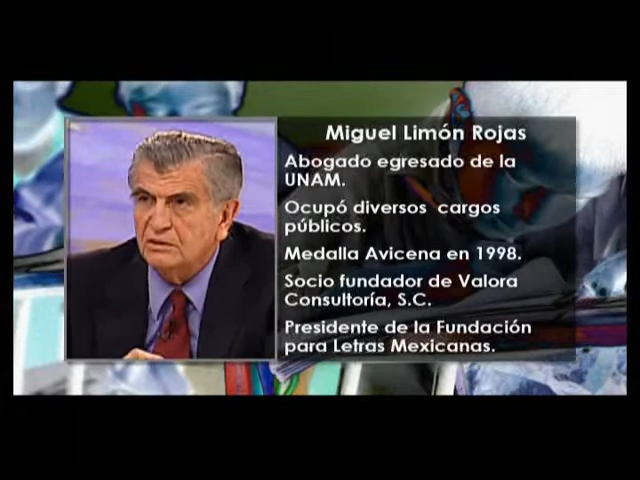 Miguel Limón Rojas
Abogado egresado de la
UNAM.
Ocupó diversos cargos
públicos.
Medalla Avicena en 1998.
Socio fundador de Valora
Consultoría, S.C.
Presidente de la Fundación
para Letras Mexicanas.